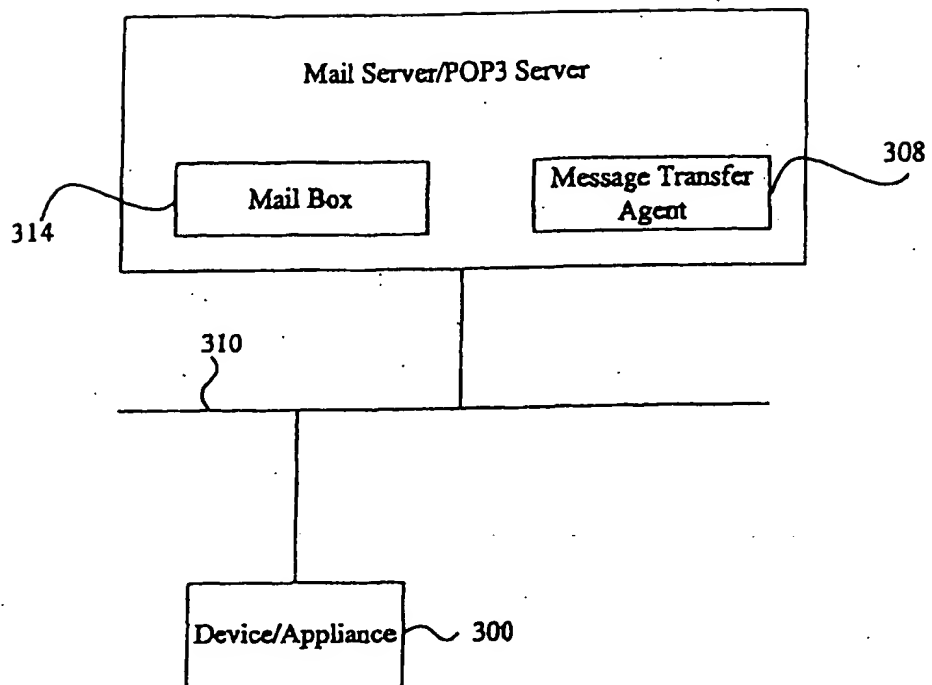 Mail Server/POP3 Server
308
Mail Box
Message Transfer
Agent
314
310
Device/Appliance
300